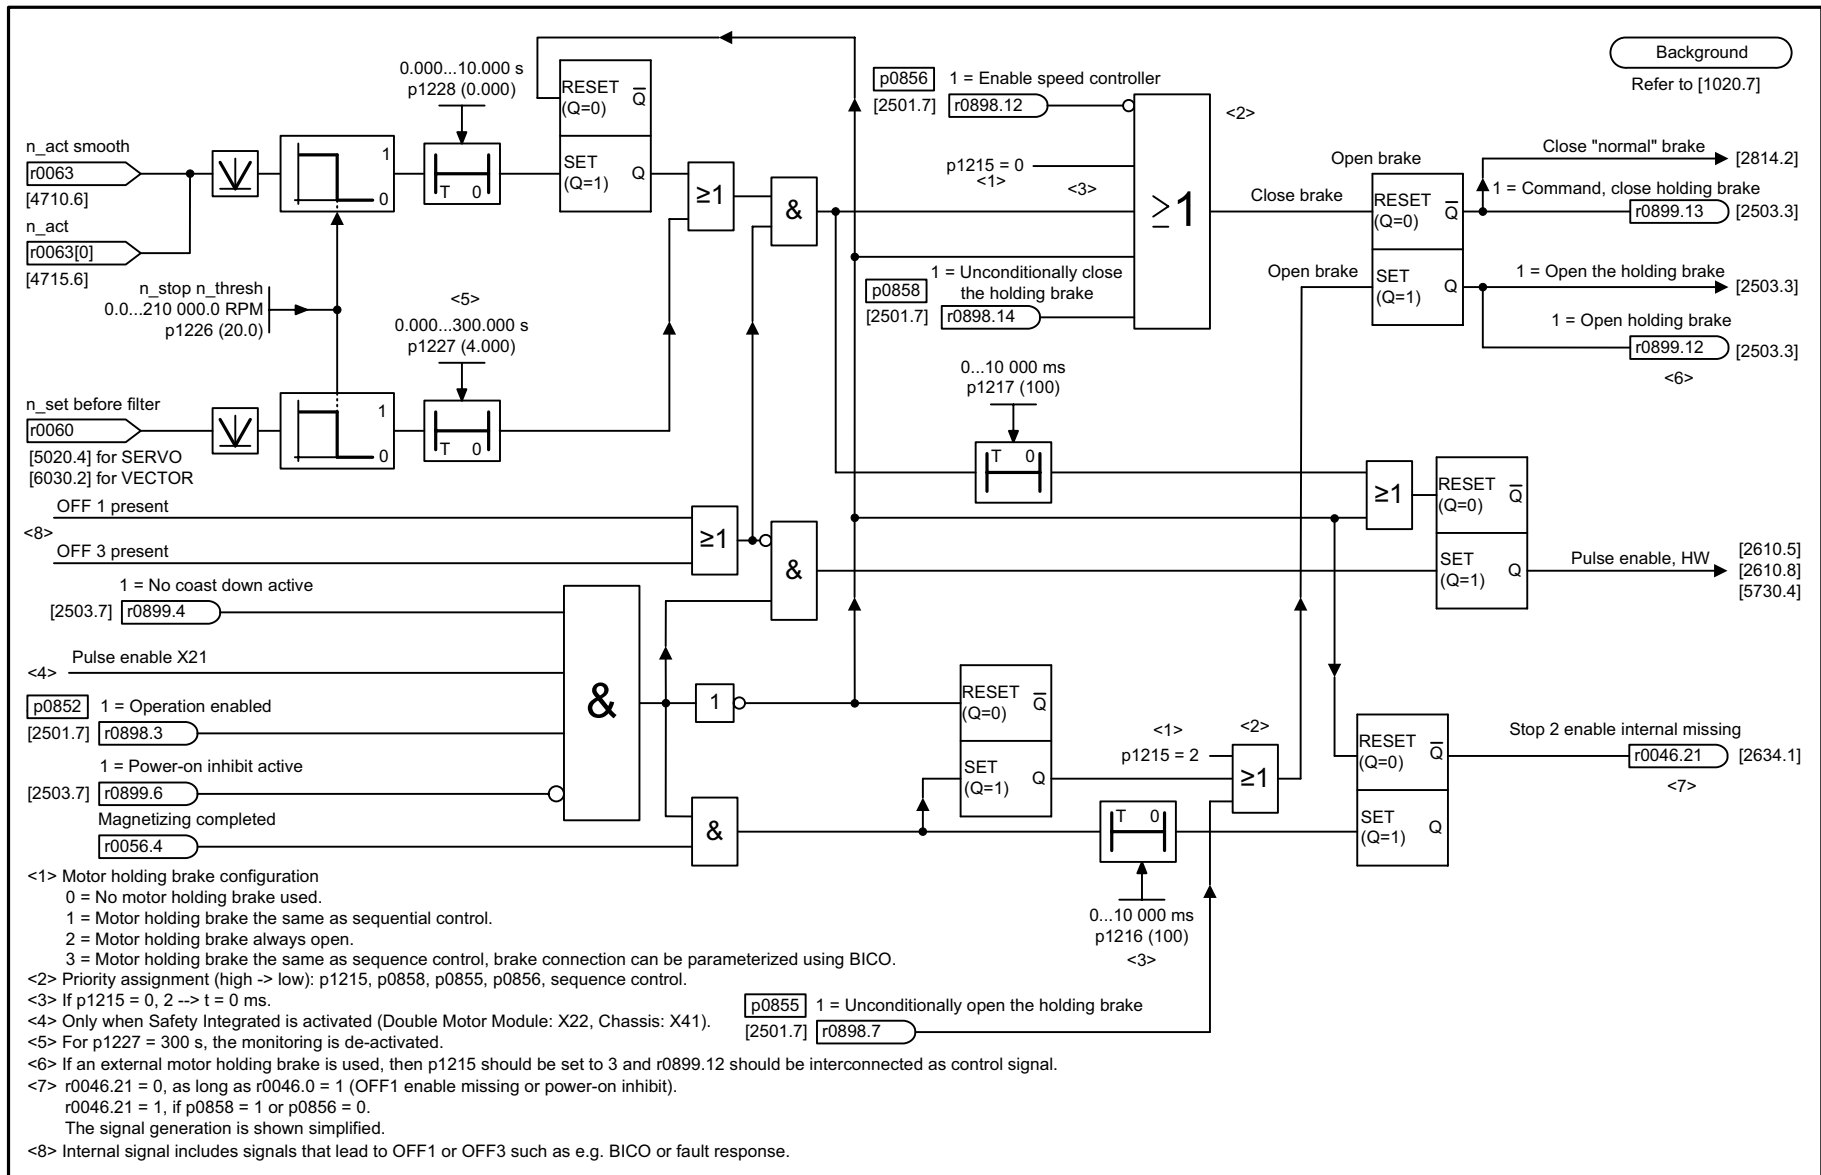 Background
Refer to [1020.7]
0.000...10.000 s
p1228 (0.000)
RESET
(Q=0)
Q̅
SET
(Q=1)
Q
n_act smooth
r0063
[4710.6]
n_act
r0063[0]
[4715.6]
1
0
T 0
n_stop n_thresh
0.0...210 000.0 RPM
p1226 (20.0)
<5>
0.000...300.000 s
p1227 (4.000)
n_set before filter
r0060
[5020.4] for SERVO
[6030.2] for VECTOR
1
0
T 0
≥1
&
p0856
1 = Enable speed controller
[2501.7]
r0898.12
<2>
p1215 = 0
<1>
<3>
≥1
p0858
1 = Unconditionally close
the holding brake
[2501.7]
r0898.14
Close brake
Open brake
Open brake
RESET
(Q=0)
Q̅
SET
(Q=1)
Q
Close "normal" brake
[2814.2]
1 = Command, close holding brake
r0899.13
[2503.3]
1 = Open the holding brake
[2503.3]
1 = Open holding brake
r0899.12
[2503.3]
<6>
0...10 000 ms
p1217 (100)
T 0
≥1
RESET
(Q=0)
Q̅
SET
(Q=1)
Q
Pulse enable, HW
[2610.5]
[2610.8]
[5730.4]
OFF 1 present
<8>
OFF 3 present
≥1
&
1 = No coast down active
[2503.7]
r0899.4
Pulse enable X21
<4>
p0852
1 = Operation enabled
[2501.7]
r0898.3
1 = Power-on inhibit active
[2503.7]
r0899.6
Magnetizing completed
r0056.4
&
1
&
RESET
(Q=0)
Q̅
SET
(Q=1)
Q
<1>
p1215 = 2
<2>
≥1
T 0
0...10 000 ms
p1216 (100)
<3>
RESET
(Q=0)
Q̅
SET
(Q=1)
Q
Stop 2 enable internal missing
r0046.21
[2634.1]
<7>
p0855
1 = Unconditionally open the holding brake
[2501.7]
r0898.7
<1> Motor holding brake configuration
0 = No motor holding brake used.
1 = Motor holding brake the same as sequential control.
2 = Motor holding brake always open.
3 = Motor holding brake the same as sequence control, brake connection can be parameterized using BICO.
<2> Priority assignment (high -> low): p1215, p0858, p0855, p0856, sequence control.
<3> If p1215 = 0, 2 --> t = 0 ms.
<4> Only when Safety Integrated is activated (Double Motor Module: X22, Chassis: X41).
<5> For p1227 = 300 s, the monitoring is de-activated.
<6> If an external motor holding brake is used, then p1215 should be set to 3 and r0899.12 should be interconnected as control signal.
<7> r0046.21 = 0, as long as r0046.0 = 1 (OFF1 enable missing or power-on inhibit).
r0046.21 = 1, if p0858 = 1 or p0856 = 0.
The signal generation is shown simplified.
<8> Internal signal includes signals that lead to OFF1 or OFF3 such as e.g. BICO or fault response.